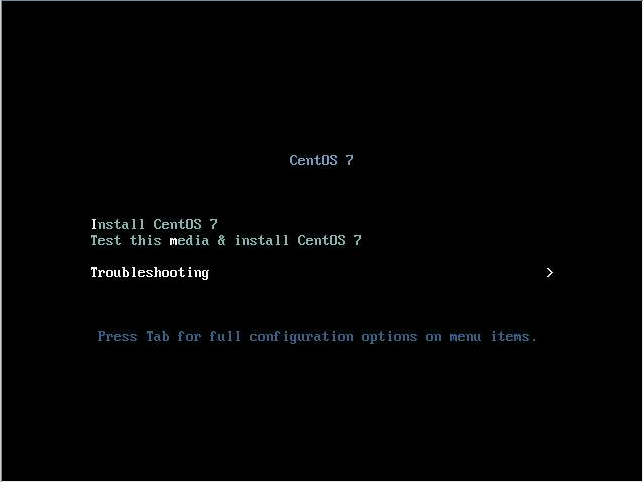 CentOS 7
Install CentOS 7
Test this media & install CentOS 7
Troubleshooting >
Press Tab for full configuration options on menu items.